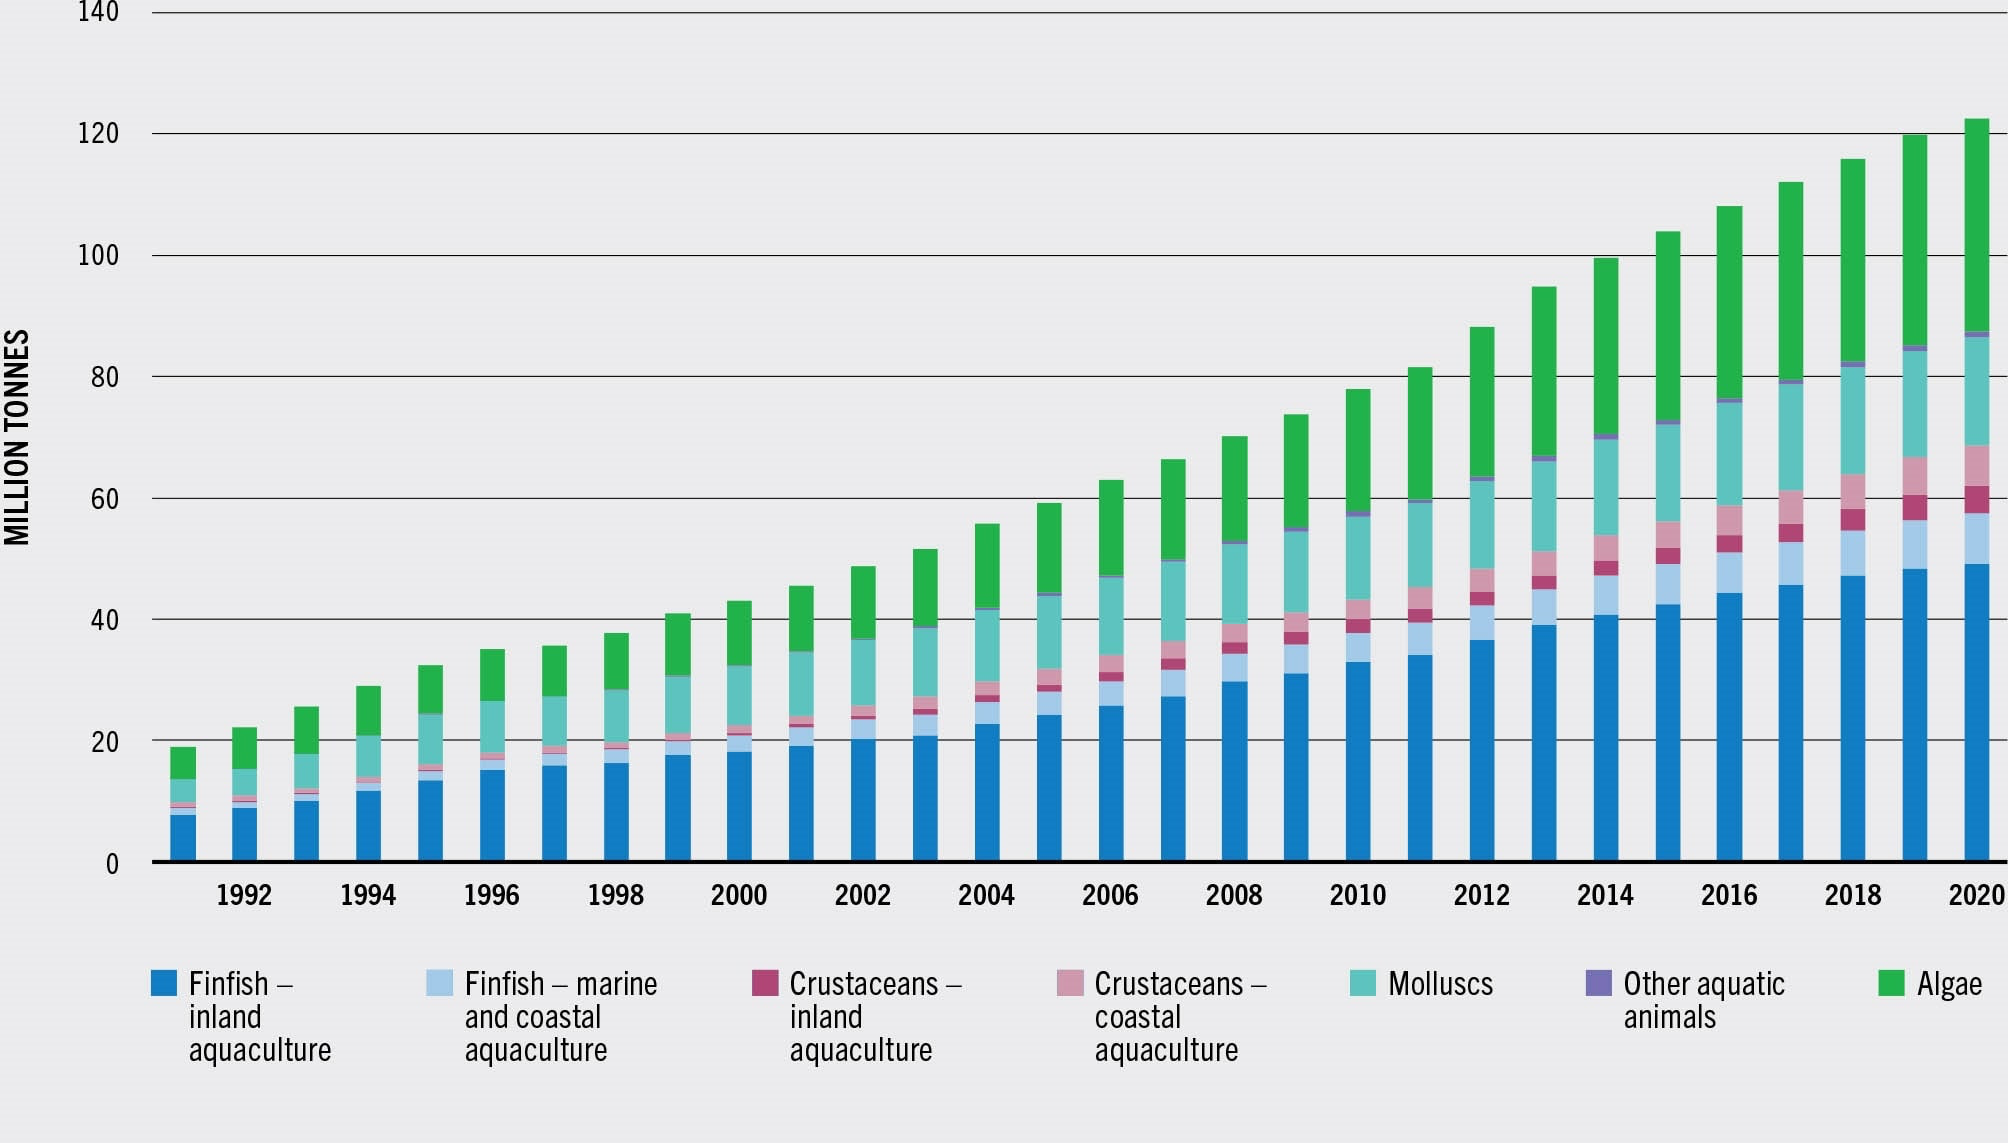 140
120
100
80
60
40
20
0
MILLION TONNES
1992 1994 1996 1998 2000 2002 2004 2006 2008 2010 2012 2014 2016 2018 2020
Finfish –
inland
aquaculture
Finfish – marine
and coastal
aquaculture
Crustaceans –
inland
aquaculture
Crustaceans –
coastal
aquaculture
Molluscs
Other aquatic
animals
Algae